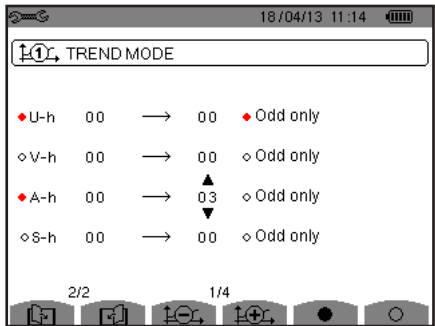 18/04/13 11:14
1 TREND MODE
U-h 00 → 00 Odd only
V-h 00 → 00 Odd only
A-h 00 → 03 Odd only
S-h 00 → 00 Odd only
2/2 1/4